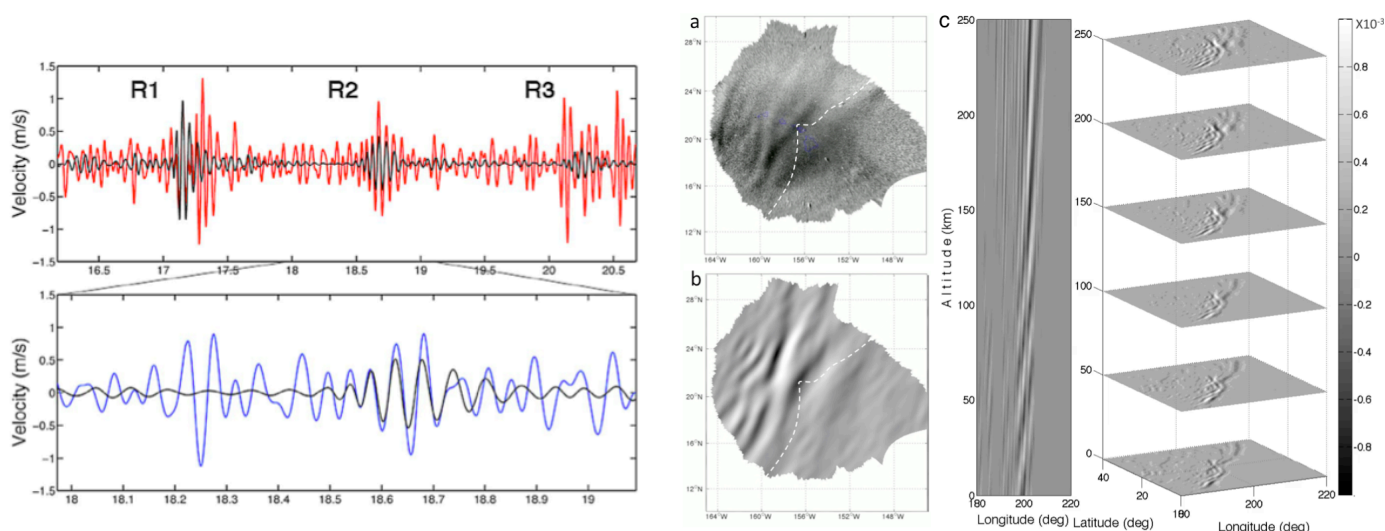 R1
R2
R3
Velocity (m/s)
1.5
1
0.5
0
−0.5
−1
−1.5
16.5 17 17.5 18 18.5 19 19.5 20 20.5
Velocity (m/s)
1.5
1
0.5
0
−0.5
−1
−1.5
18 18.1 18.2 18.3 18.4 18.5 18.6 18.7 18.8 18.9 19
a
28°N
24°N
20°N
16°N
12°N
164°W 160°W 156°W 152°W 148°W
b
28°N
24°N
20°N
16°N
12°N
164°W 160°W 156°W 152°W 148°W
c
Altitude (km)
250
200
150
100
50
0
180 190 200 210 220
Longitude (deg)
250
200
150
100
50
0
40
20
0
Latitude (deg)
180
200
220
Longitude (deg)
X10⁻³
0.8
0.6
0.4
0.2
0
-0.2
-0.4
-0.6
-0.8